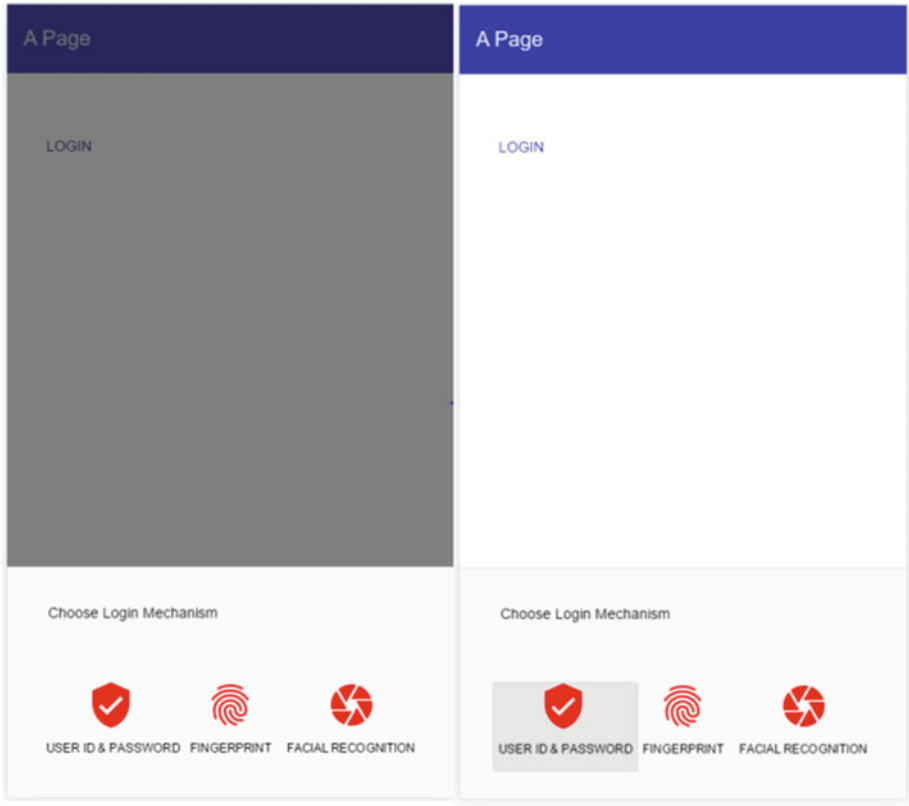 A Page
LOGIN
Choose Login Mechanism
USER ID & PASSWORD FINGERPRINT FACIAL RECOGNITION
A Page
LOGIN
Choose Login Mechanism
USER ID & PASSWORD FINGERPRINT FACIAL RECOGNITION